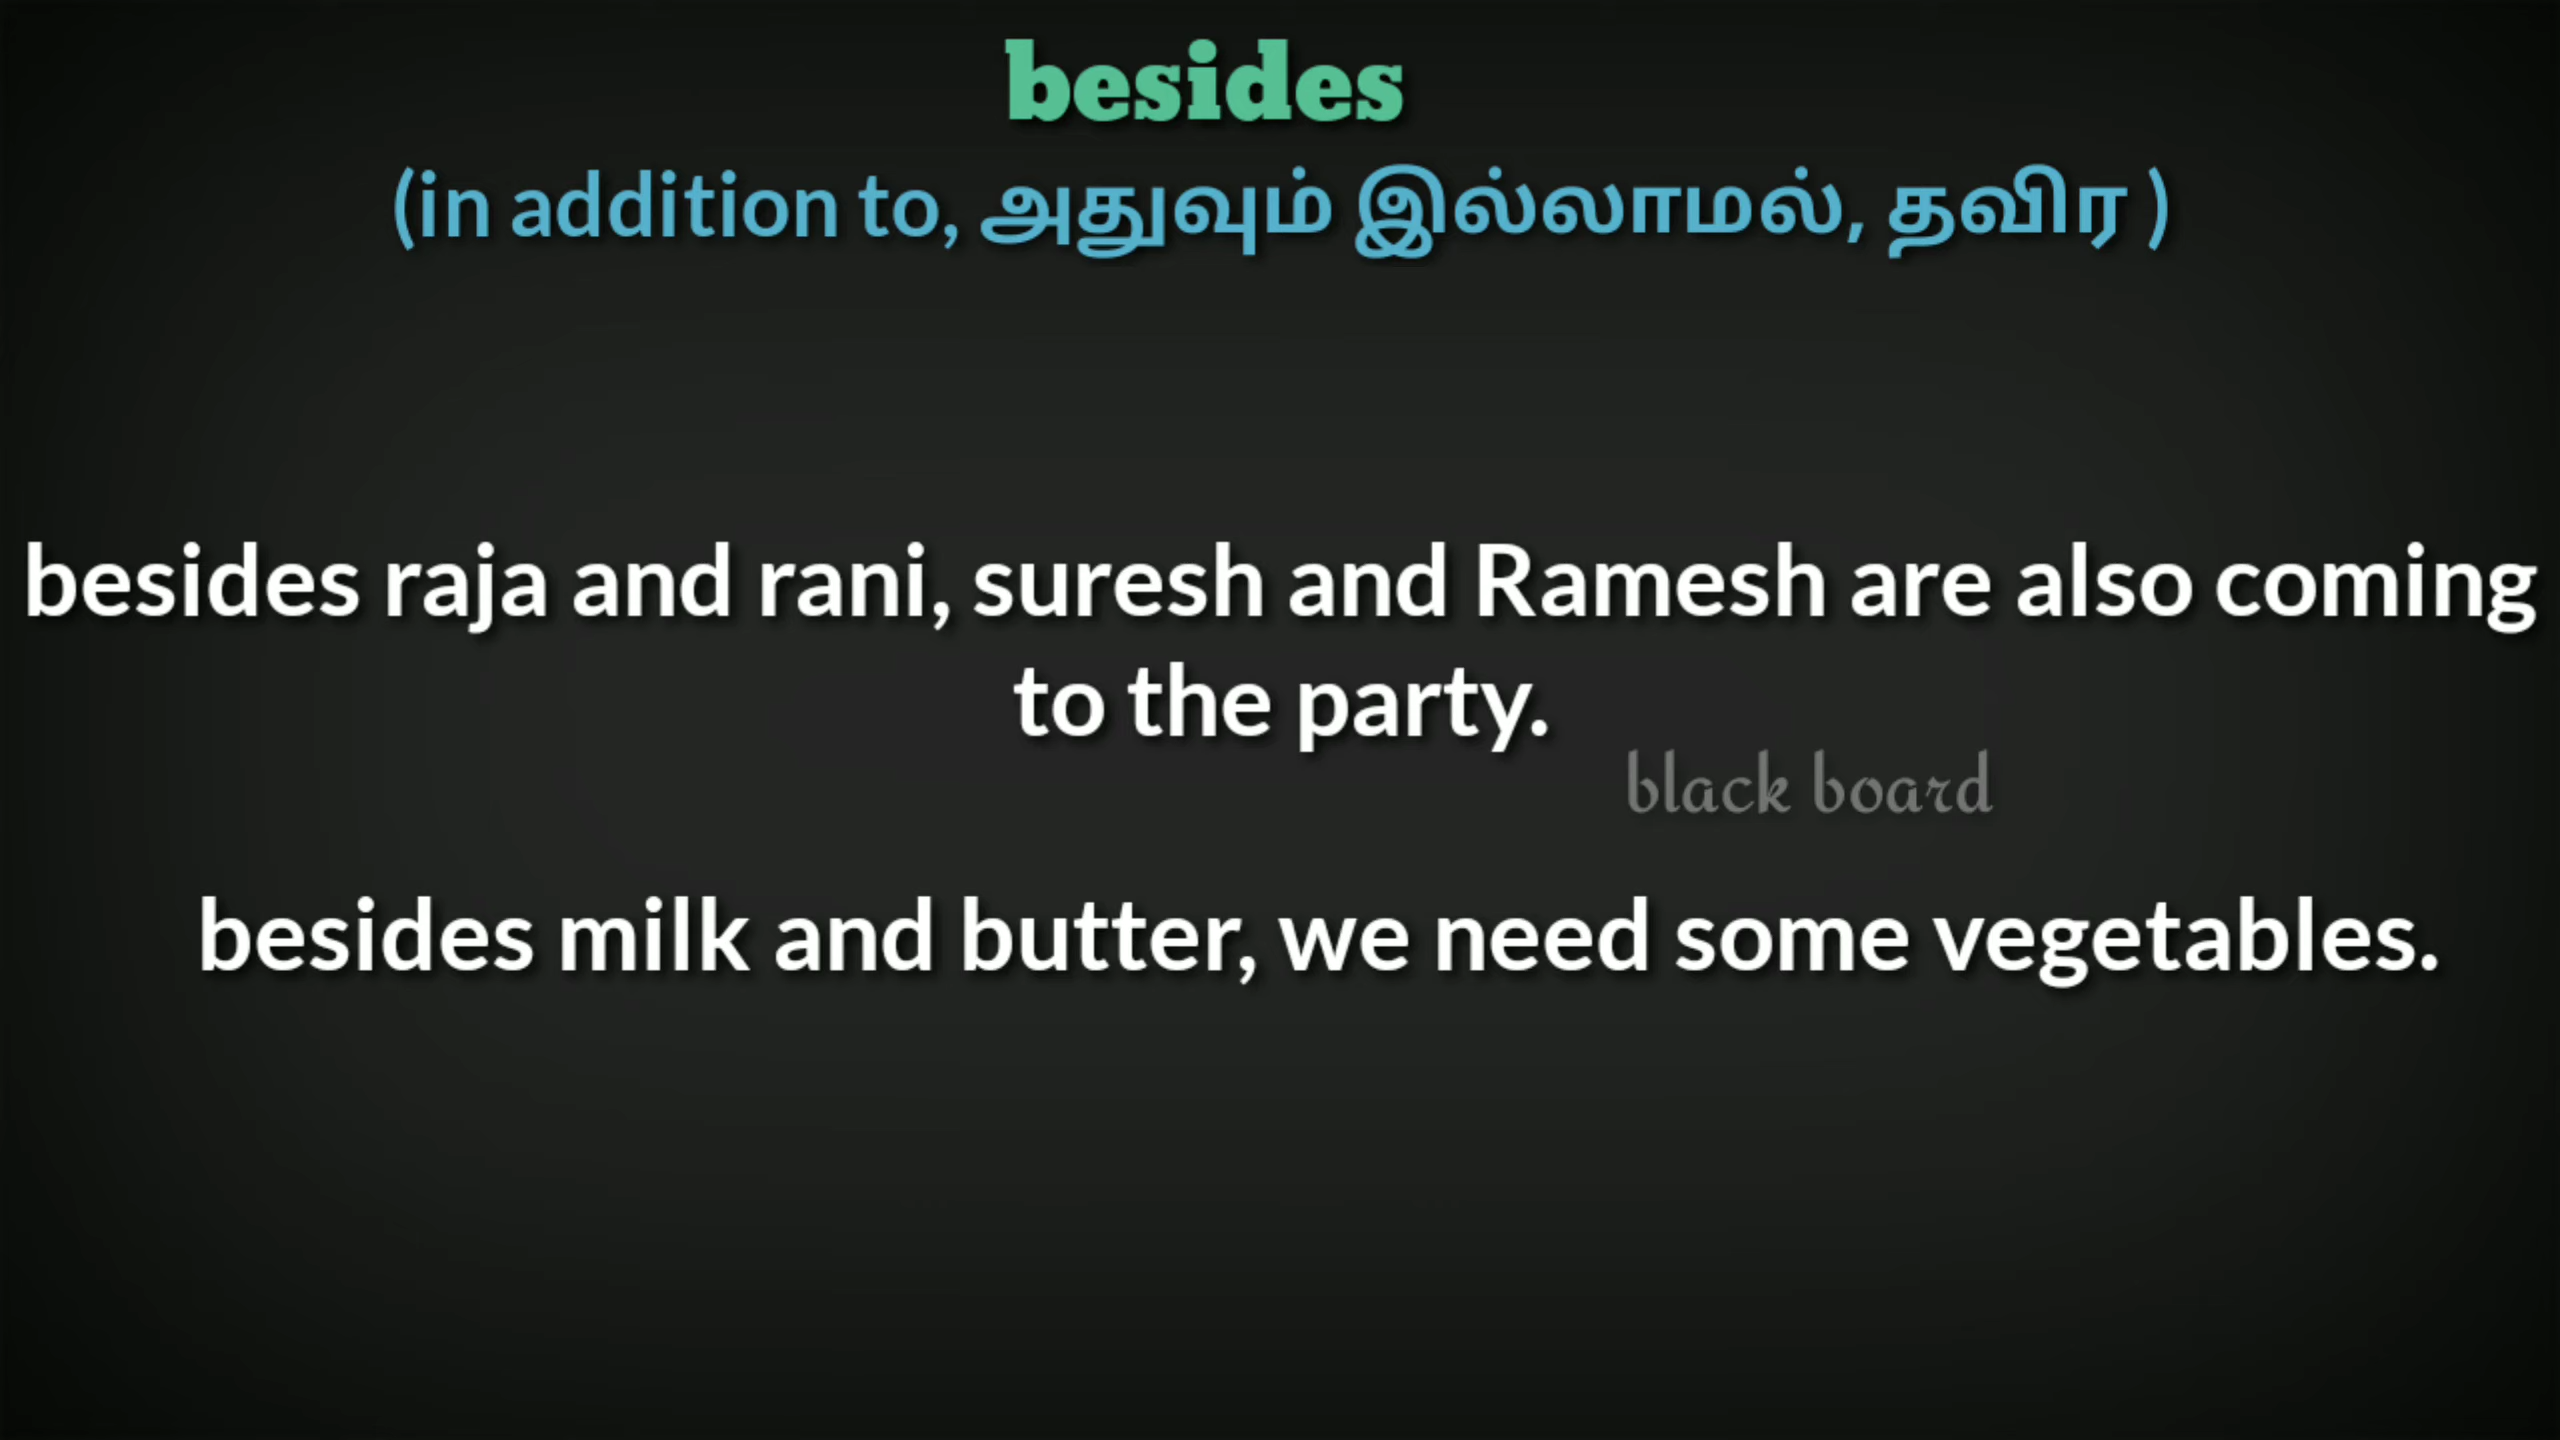 besides
(in addition to, அதுவும் இல்லாமல், தவிர )
besides raja and rani, suresh and Ramesh are also coming
to the party.
black board
besides milk and butter, we need some vegetables.